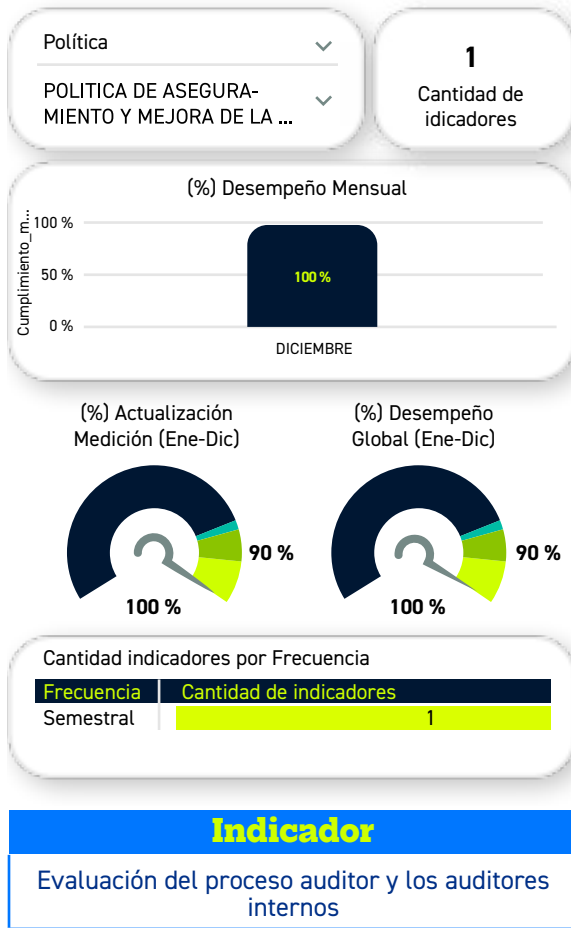 Política
POLITICA DE ASEGURA-
MIENTO Y MEJORA DE LA ...
1
Cantidad de
idicadores
(%) Desempeño Mensual
Cumplimiento_m...
100 %
50 %
0 %
100 %
DICIEMBRE
(%) Actualización
Medición (Ene-Dic)
90 %
100 %
(%) Desempeño
Global (Ene-Dic)
90 %
100 %
Cantidad indicadores por Frecuencia
Frecuencia Cantidad de indicadores
Semestral 1
Indicador
Evaluación del proceso auditor y los auditores
internos